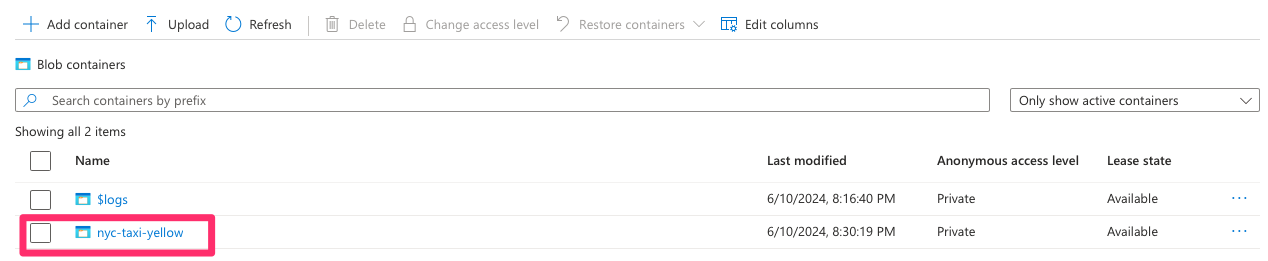 Add container Upload Refresh Delete Change access level Restore containers Edit columns
Blob containers
Search containers by prefix Only show active containers
Showing all 2 items
Name Last modified Anonymous access level Lease state
$logs 6/10/2024, 8:16:40 PM Private Available
nyc-taxi-yellow 6/10/2024, 8:30:19 PM Private Available